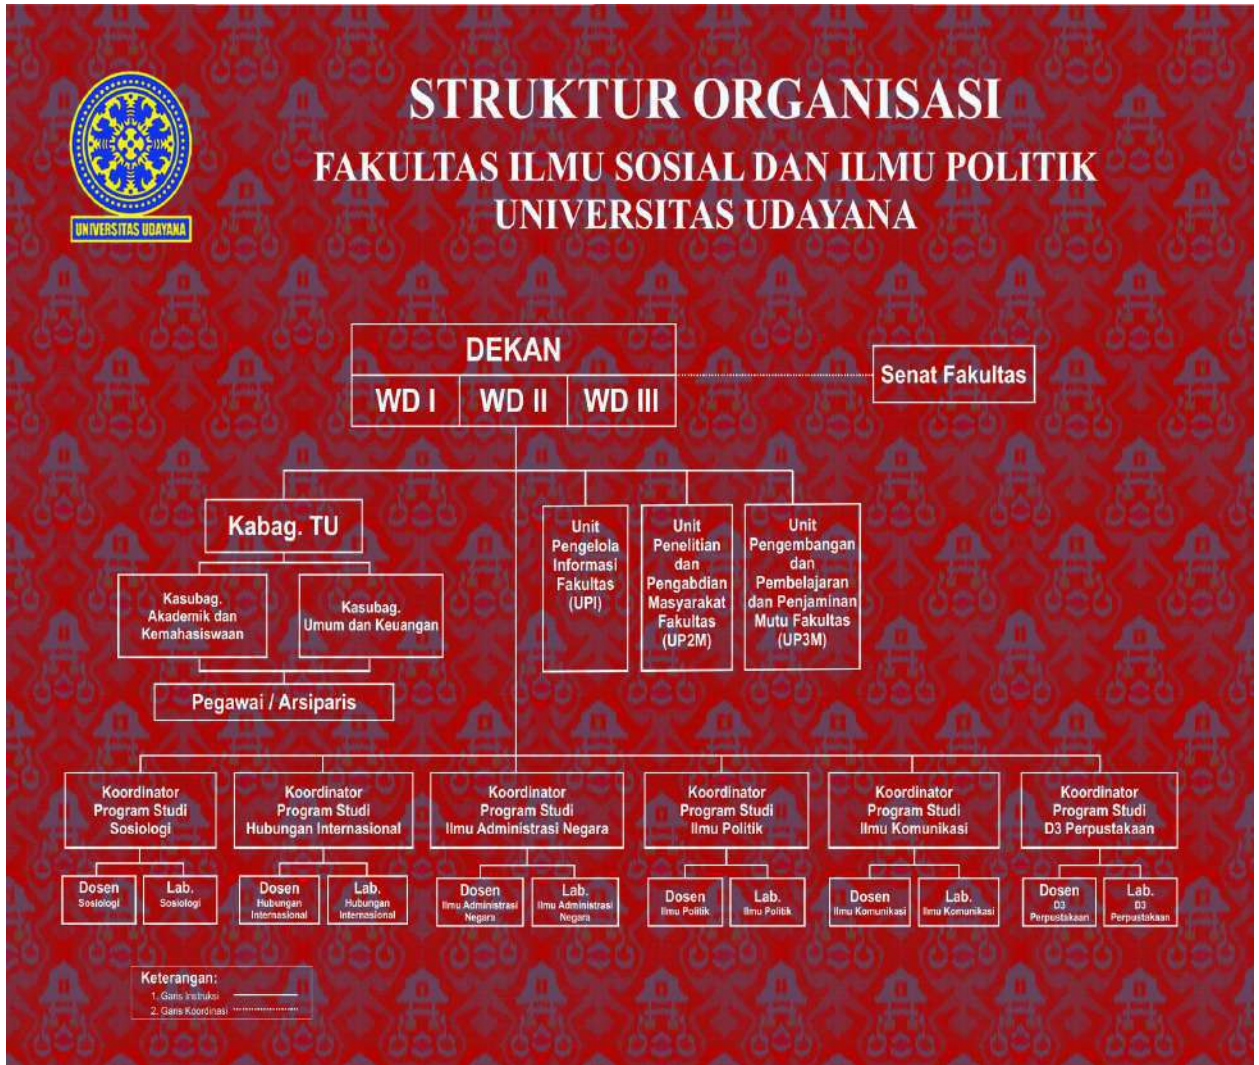 STRUKTUR ORGANISASI
FAKULTAS ILMU SOSIAL DAN ILMU POLITIK
UNIVERSITAS UDAYANA
UNIVERSITAS UDAYANA
DEKAN
WD I
WD II
WD III
Senat Fakultas
Kabag. TU
Kasubag.
Akademik dan
Kemahasiswaan
Kasubag.
Umum dan Keuangan
Pegawai / Arsiparis
Unit
Pengelola
Informasi
Fakultas
(UPI)
Unit
Penelitian
dan
Pengabdian
Masyarakat
Fakultas
(UP2M)
Unit
Pengembangan
dan
Pembelajaran
dan Penjaminan
Mutu Fakultas
(UP3M)
Koordinator
Program Studi
Sosiologi
Koordinator
Program Studi
Hubungan Internasional
Koordinator
Program Studi
Ilmu Administrasi Negara
Koordinator
Program Studi
Ilmu Politik
Koordinator
Program Studi
Ilmu Komunikasi
Koordinator
Program Studi
D3 Perpustakaan
Dosen
Sosiologi
Lab.
Sosiologi
Dosen
Hubungan
Internasional
Lab.
Hubungan
Internasional
Dosen
Ilmu Administrasi
Negara
Lab.
Ilmu Administrasi
Negara
Dosen
Ilmu Politik
Lab.
Ilmu Politik
Dosen
Ilmu Komunikasi
Lab.
Ilmu Komunikasi
Dosen
D3
Perpustakaan
Lab.
D3
Perpustakaan
Keterangan:
1. Garis Instruksi
2. Garis Koordinasi